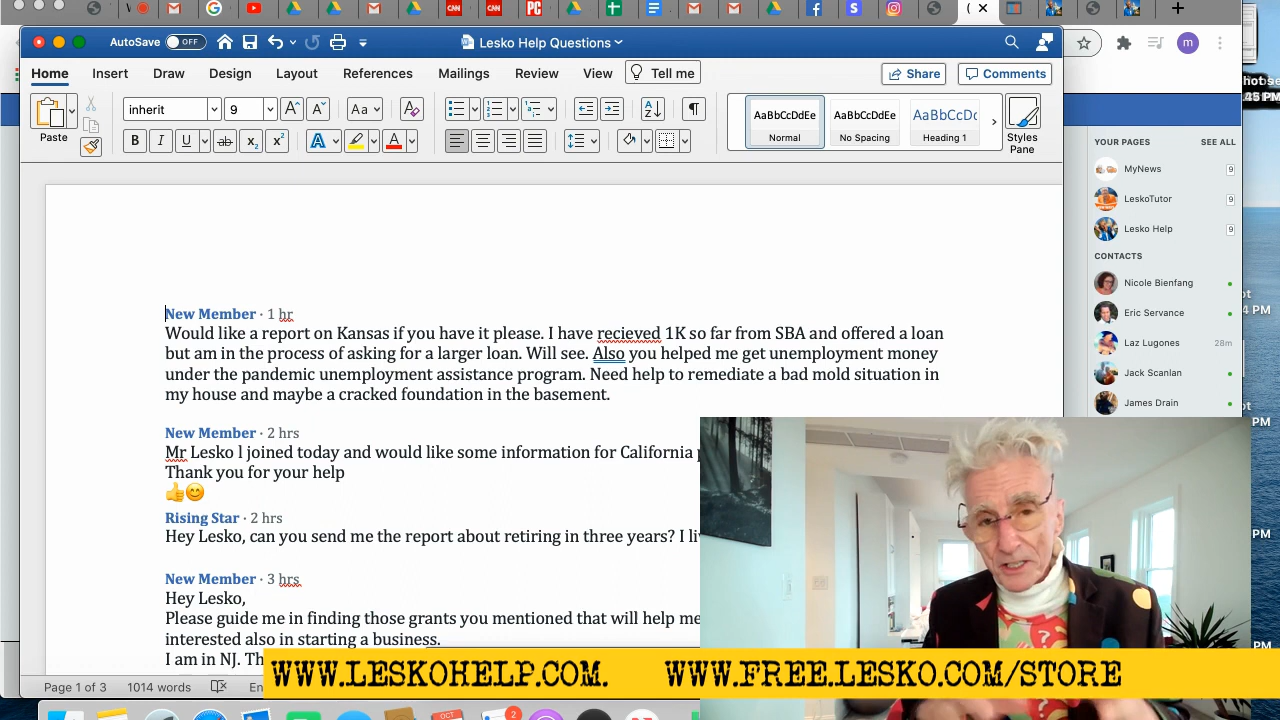 AutoSave OFF
Lesko Help Questions
Home Insert Draw Design Layout References Mailings Review View Tell me
Share Comments
Paste
inherit 9
Aa
B I U ab x₂ x² A A
AaBbCcDdEe AaBbCcDdEe AaBbCcDc
Normal No Spacing Heading 1
Styles
Pane
YOUR PAGES SEE ALL
MyNews 9
LeskoTutor 9
Lesko Help 9
CONTACTS
Nicole Bienfang
Eric Servance
Laz Lugones 28m
Jack Scanlan
James Drain
New Member · 1 hr
Would like a report on Kansas if you have it please. I have recieved 1K so far from SBA and offered a loan
but am in the process of asking for a larger loan. Will see. Also you helped me get unemployment money
under the pandemic unemploymnt assistance program. Need help to remediate a bad mold situation in
my house and maybe a cracked foundation in the basement.
New Member · 2 hrs
Mr Lesko l joined today and would like some information for California
Thank you for your help
👍😊
Rising Star · 2 hrs
Hey Lesko, can you send me the report about retiring in three years? I
New Member · 3 hrs
Hey Lesko,
Please guide me in finding those grants you mentioned that will help me
interested also in starting a business.
I am in NJ.
WWW.LESKOHELP.COM. WWW.FREE.LESKO.COM/STORE
Page 1 of 3 1014 words
OCT
2